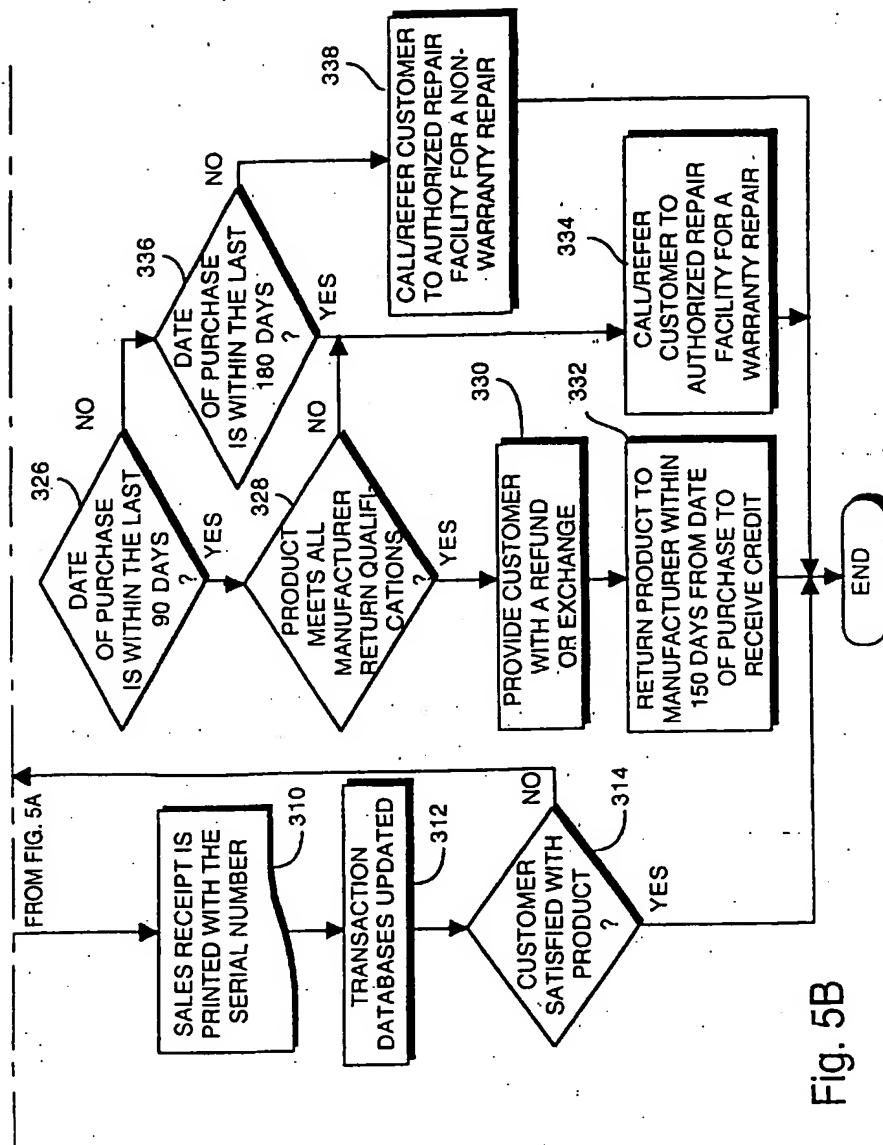 FROM FIG. 5A
SALES RECEIPT IS
PRINTED WITH THE
SERIAL NUMBER
310
TRANSACTION
DATABASES UPDATED
312
CUSTOMER
SATISFIED WITH
PRODUCT
?
314
NO
YES
326
DATE
OF PURCHASE
IS WITHIN THE LAST
90 DAYS
?
NO
YES
328
PRODUCT
MEETS ALL
MANUFACTURER
RETURN QUALIFI-
CATIONS
?
NO
YES
330
PROVIDE CUSTOMER
WITH A REFUND
OR EXCHANGE
332
RETURN PRODUCT TO
MANUFACTURER WITHIN
150 DAYS FROM DATE
OF PURCHASE TO
RECEIVE CREDIT
336
DATE
OF PURCHASE
IS WITHIN THE LAST
180 DAYS
?
NO
YES
338
CALL/REFER CUSTOMER
TO AUTHORIZED REPAIR
FACILITY FOR A NON-
WARRANTY REPAIR
334
CALL/REFER
CUSTOMER TO
AUTHORIZED REPAIR
FACILITY FOR A
WARRANTY REPAIR
END
Fig. 5B